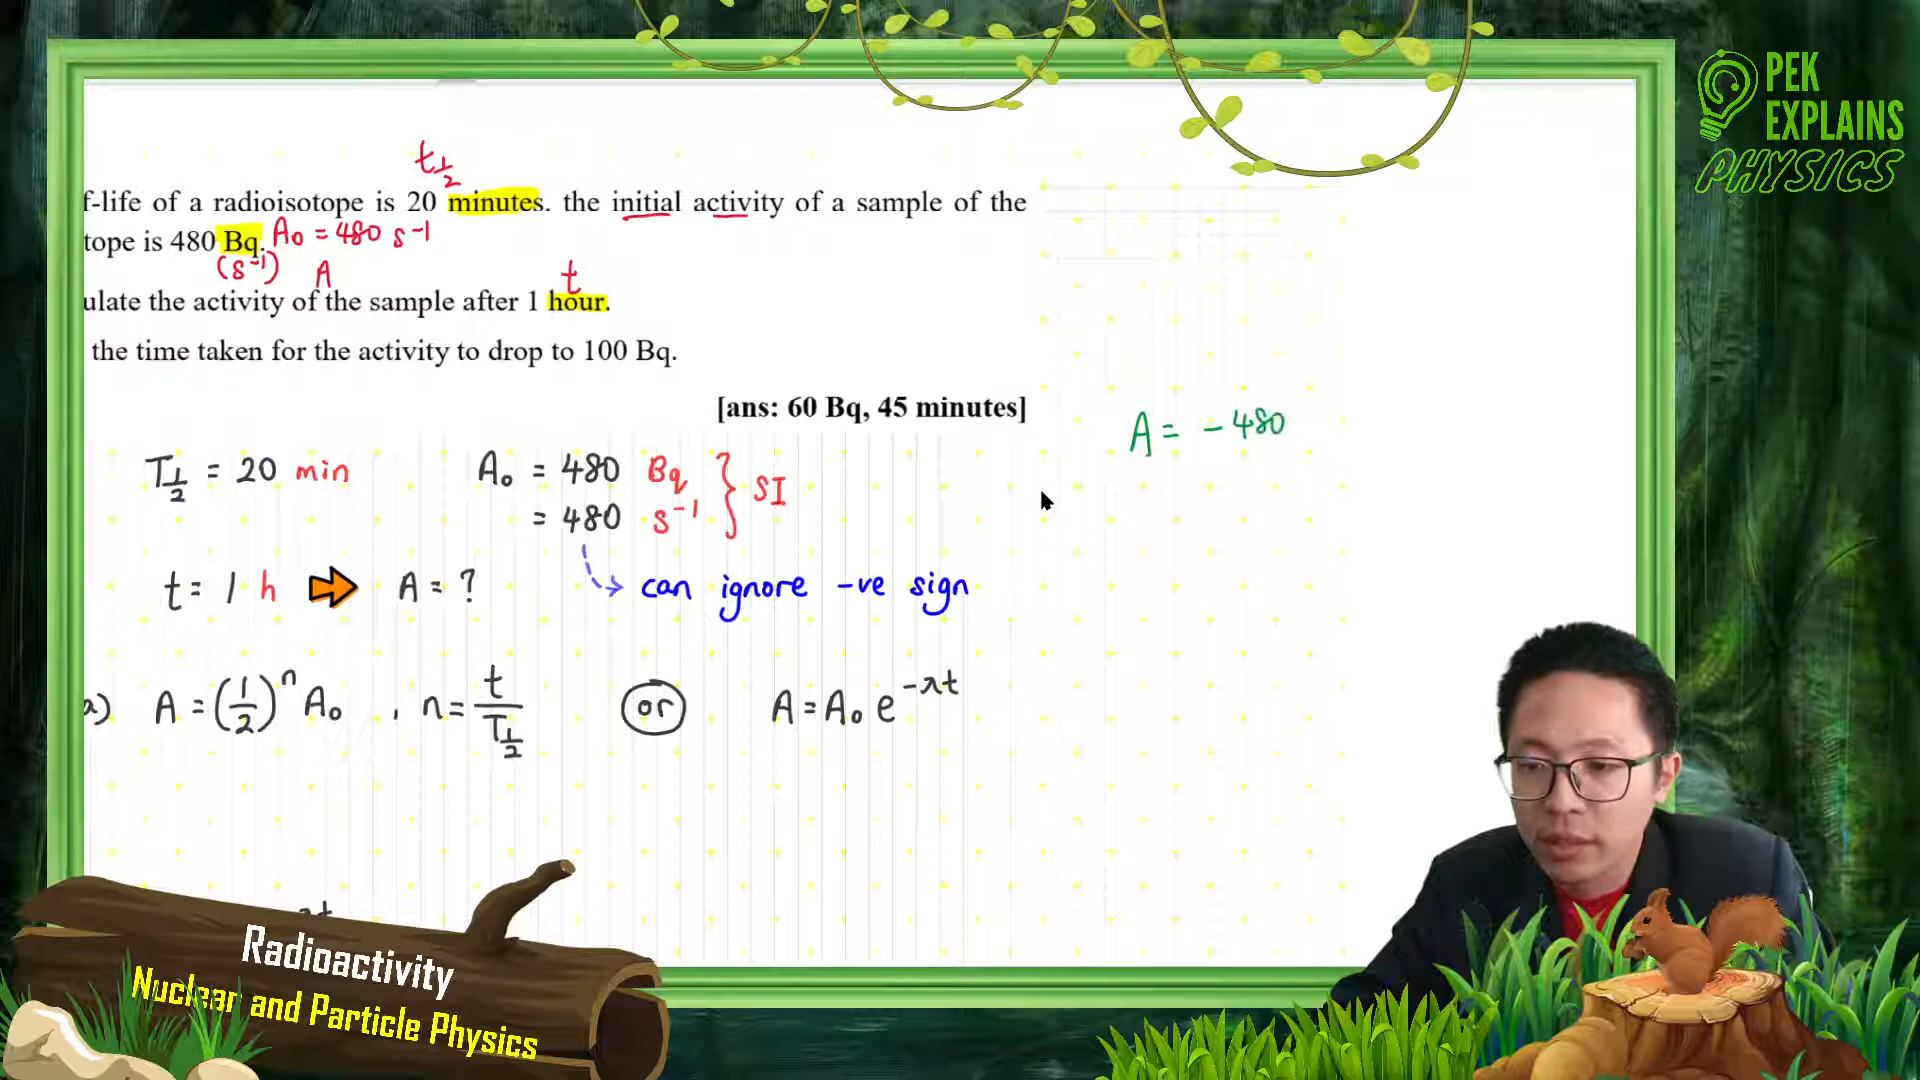 PEK
EXPLAINS
PHYSICS
t½
f-life of a radioisotope is 20 minutes. the initial activity of a sample of the
tope is 480 Bq. A₀ = 480 s⁻¹
(s⁻¹) A t
ulate the activity of the sample after 1 hour.
the time taken for the activity to drop to 100 Bq.
[ans: 60 Bq, 45 minutes]
A = - 480
T½ = 20 min A₀ = 480 Bq } SI
= 480 s⁻¹
t = 1 h A = ? can ignore -ve sign
a) A = (1/2)ⁿ A₀ , n = t/T½ or A = A₀ e^-λt
Radioactivity
Nuclear and Particle Physics